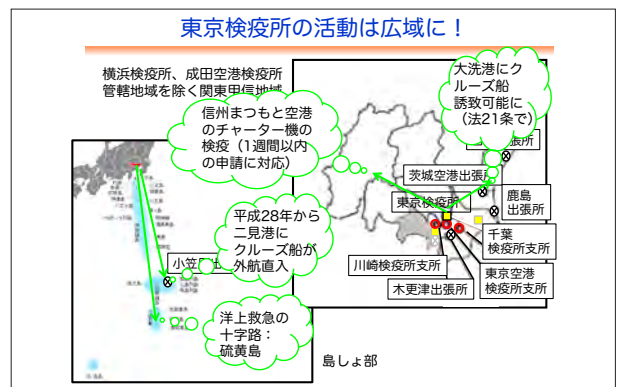 東京検疫所の活動は広域に！
横浜検疫所、成田空港検疫所
管轄地域を除く関東甲信地域
大洗港にク
ルーズ船
誘致可能に
（法21条で）
信州まつもと空港
のチャーター機の
検疫（1週間以内
の申請に対応）
張所
茨城空港出張所
鹿島
出張所
東京検疫所
千葉
検疫所支所
平成28年から
二見港に
クルーズ船が
外航直入
小笠
川崎検疫所支所
東京空港
検疫所支所
木更津出張所
洋上救急の
十字路：
硫黄島
島しょ部